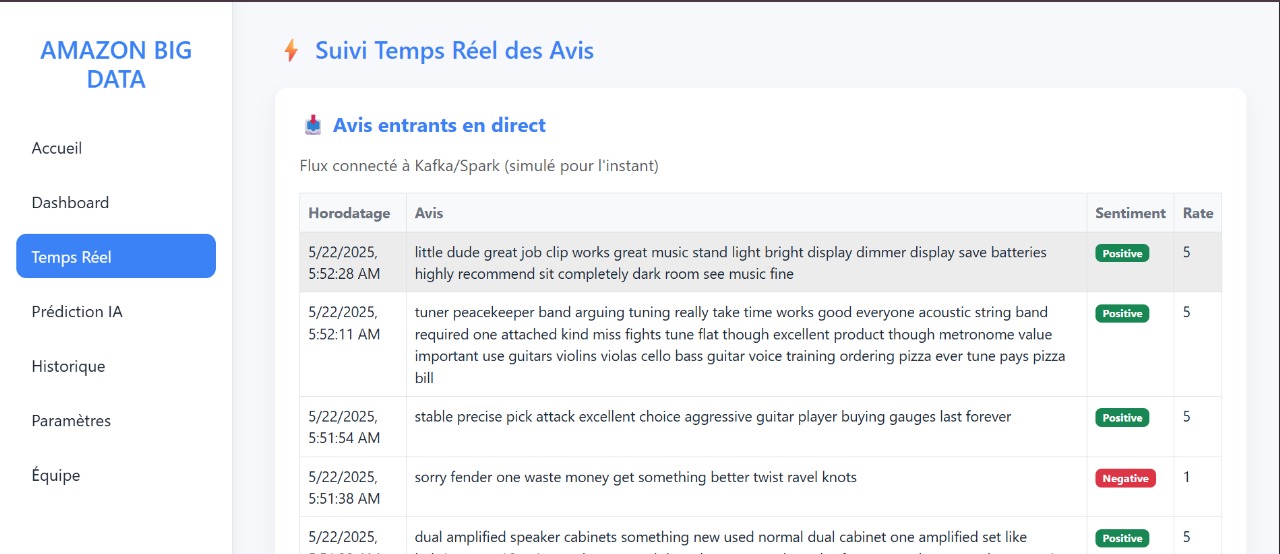 AMAZON BIG
DATA
Accueil
Dashboard
Temps Réel
Prédiction IA
Historique
Paramètres
Équipe
Suivi Temps Réel des Avis
Avis entrants en direct
Flux connecté à Kafka/Spark (simulé pour l'instant)
Horodatage Avis Sentiment Rate
5/22/2025, little dude great job clip works great music stand light bright display dimmer display save batteries Positive 5
5:52:28 AM highly recommend sit completely dark room see music fine
5/22/2025, tuner peacekeeper band arguing tuning really take time works good everyone acoustic string band Positive 5
5:52:11 AM required one attached kind miss fights tune flat though excellent product though metronome value
important use guitars violins violas cello bass guitar voice training ordering pizza ever tune pays pizza
bill
5/22/2025, stable precise pick attack excellent choice aggressive guitar player buying gauges last forever Positive 5
5:51:54 AM
5/22/2025, sorry fender one waste money get something better twist ravel knots Negative 1
5:51:38 AM
5/22/2025, dual amplified speaker cabinets something new used normal dual cabinet one amplified set like Positive 5